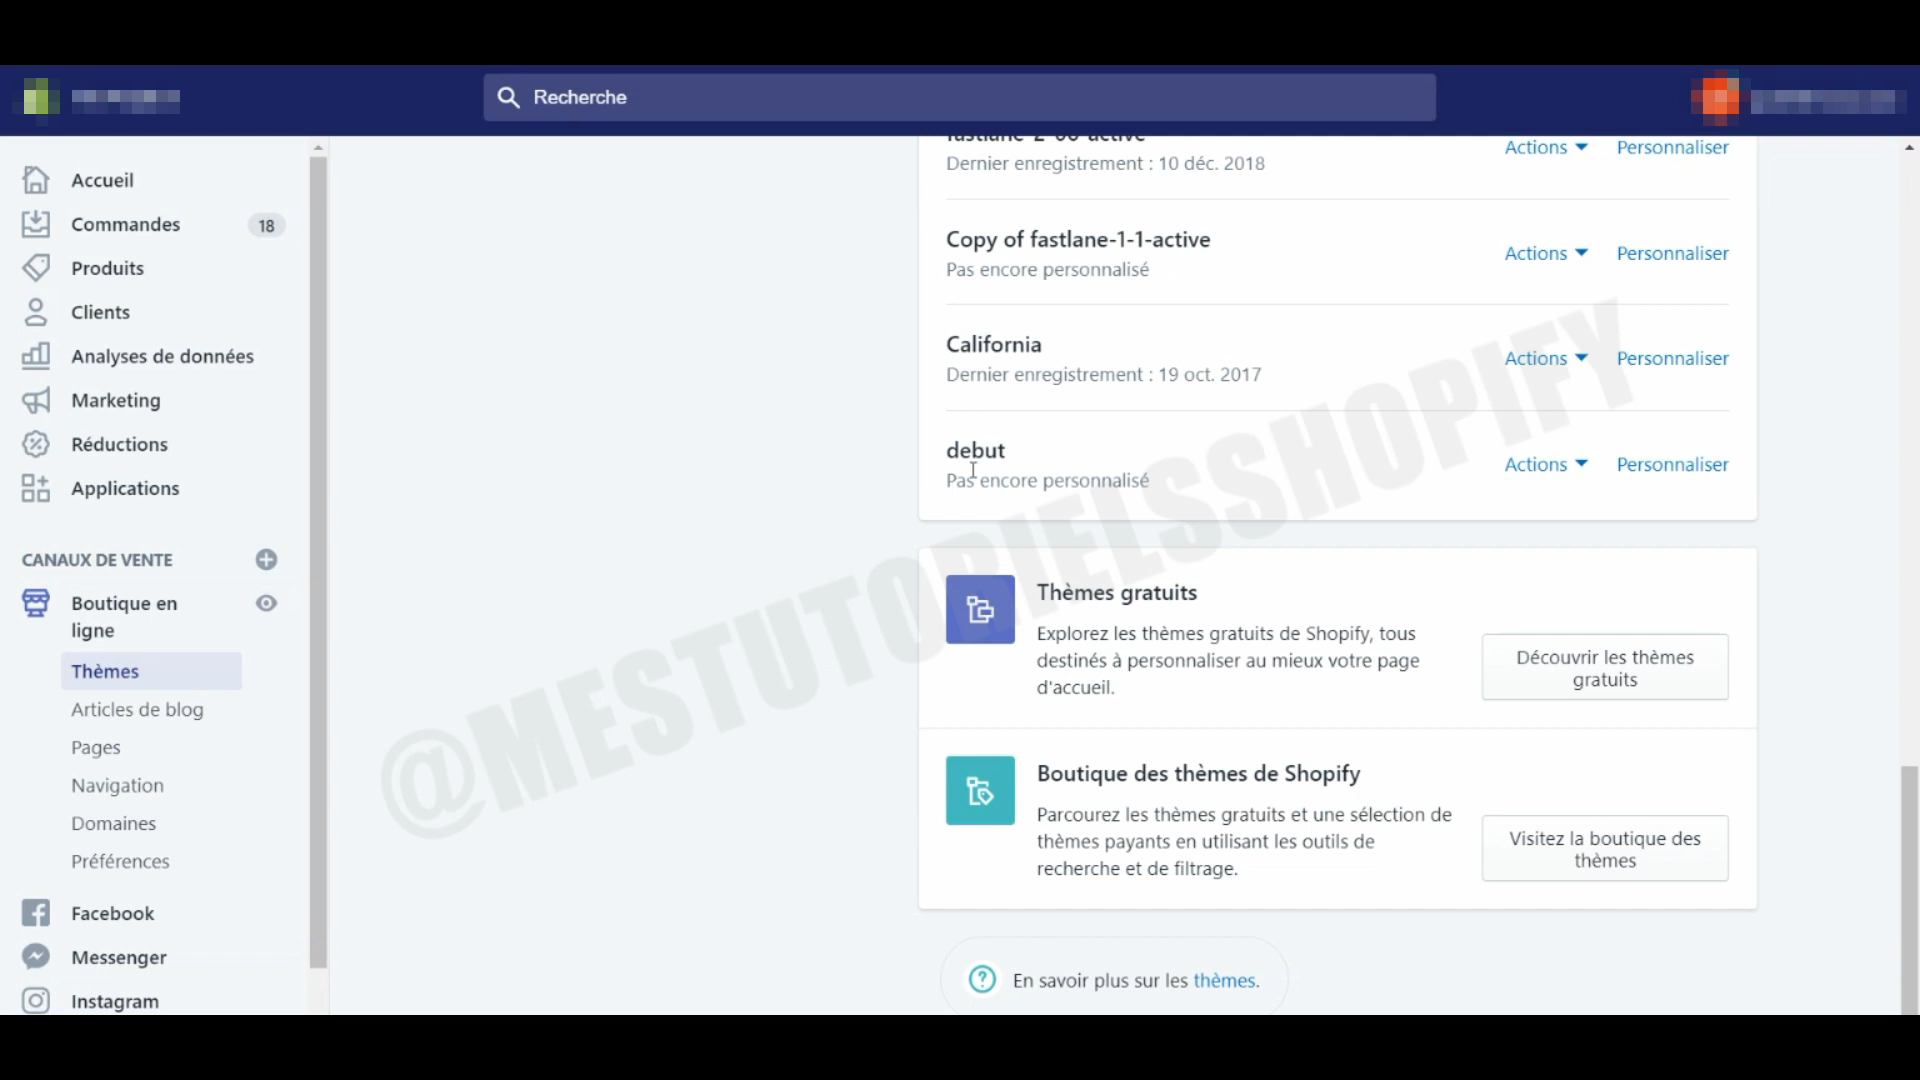 Recherche
fastlane-2-00-active
Dernier enregistrement : 10 déc. 2018
Actions
Personnaliser
Accueil
Commandes
18
Produits
Clients
Analyses de données
Marketing
Réductions
Applications
CANAUX DE VENTE
Boutique en
ligne
Thèmes
Articles de blog
Pages
Navigation
Domaines
Préférences
Facebook
Messenger
Instagram
Copy of fastlane-1-1-active
Pas encore personnalisé
Actions
Personnaliser
California
Dernier enregistrement : 19 oct. 2017
Actions
Personnaliser
debut
Pas encore personnalisé
Actions
Personnaliser
Thèmes gratuits
Explorez les thèmes gratuits de Shopify, tous
destinés à personnaliser au mieux votre page
d'accueil.
Découvrir les thèmes
gratuits
Boutique des thèmes de Shopify
Parcourez les thèmes gratuits et une sélection de
thèmes payants en utilisant les outils de
recherche et de filtrage.
Visitez la boutique des
thèmes
En savoir plus sur les thèmes.
@MESTUTORIELSSHOPIFY